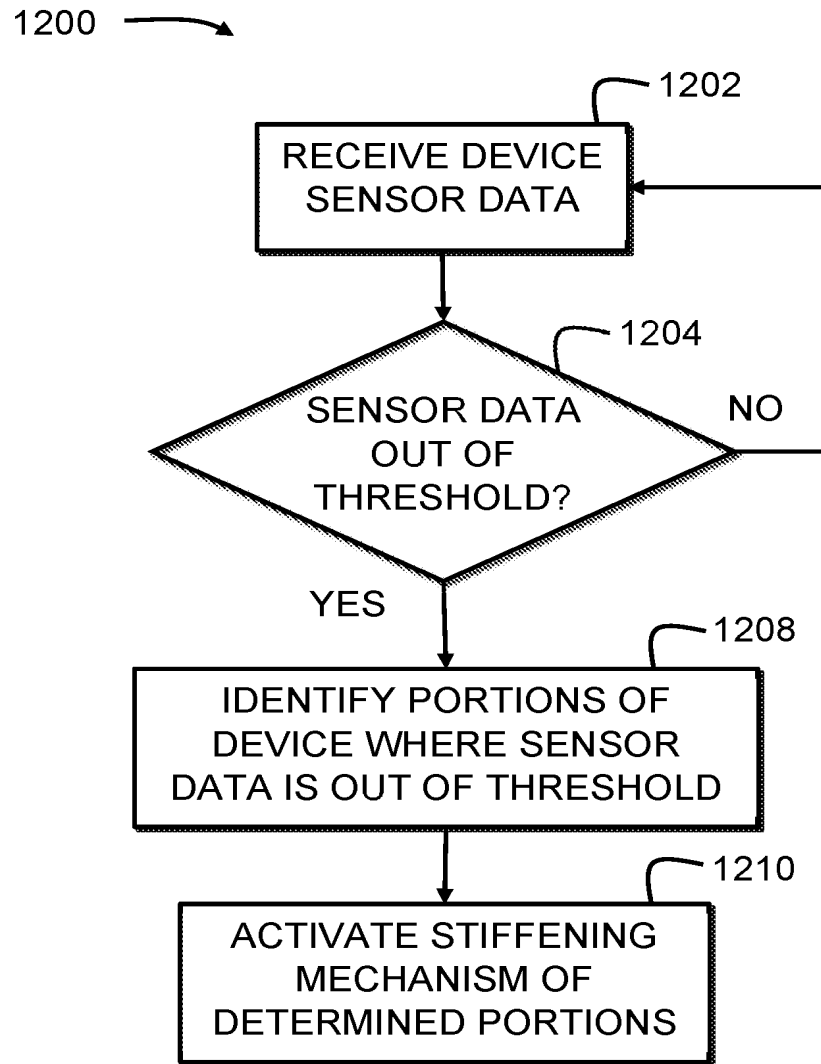 1200
1202
RECEIVE DEVICE
SENSOR DATA
1204
SENSOR DATA
OUT OF
THRESHOLD?
NO
YES
1208
IDENTIFY PORTIONS OF
DEVICE WHERE SENSOR
DATA IS OUT OF THRESHOLD
1210
ACTIVATE STIFFENING
MECHANISM OF
DETERMINED PORTIONS